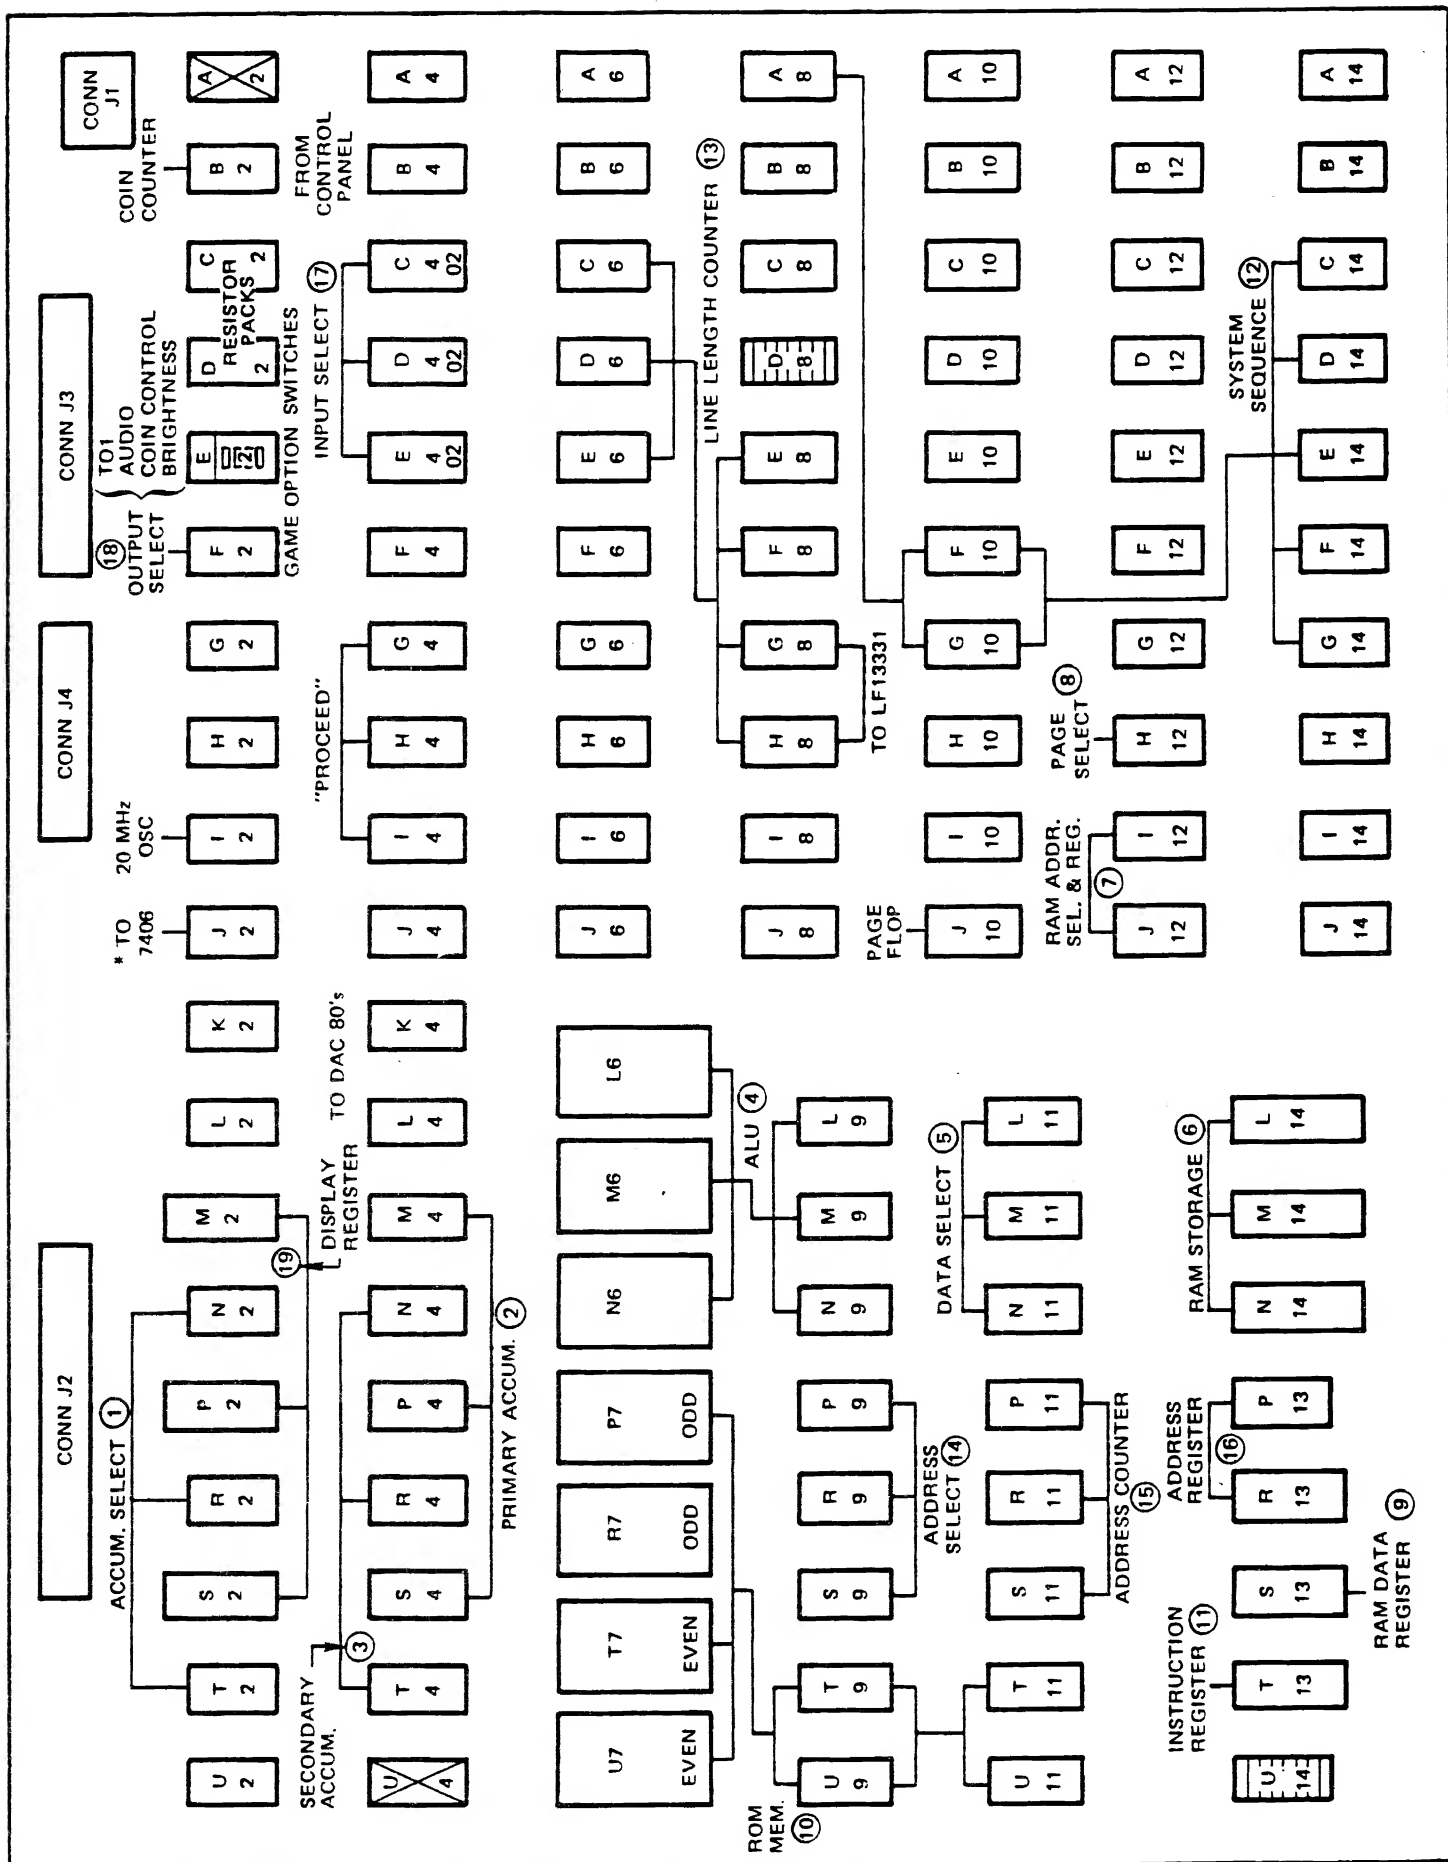 CONN J2
CONN J4
CONN J3
CONN J1
ACCUM. SELECT ①
* TO
7406
20 MHz
OSC
⑱
OUTPUT
SELECT
TO1
AUDIO
COIN CONTROL
BRIGHTNESS
COIN
COUNTER
U
2
T
2
S
2
R
2
P
2
N
2
M
2
L
2
K
2
J
2
I
2
H
2
G
2
F
2
E
2
D
2
C
2
RESISTOR
PACKS
B
2
A
2
SECONDARY
ACCUM.
③
⑲
DISPLAY
REGISTER
TO DAC 80's
"PROCEED"
GAME OPTION SWITCHES
INPUT SELECT ⑰
FROM
CONTROL
PANEL
U
4
T
4
S
4
R
4
P
4
N
4
M
4
L
4
K
4
J
4
I
4
H
4
G
4
F
4
E
4
02
D
4
02
C
4
02
B
4
A
4
PRIMARY ACCUM. ②
U7
EVEN
T7
EVEN
R7
ODD
P7
ODD
N6
M6
L6
J
6
I
6
H
6
G
6
F
6
E
6
D
6
C
6
B
6
A
6
ROM
MEM.
⑩
ALU ④
LINE LENGTH COUNTER ⑬
U
9
T
9
S
9
R
9
P
9
N
9
M
9
L
9
J
8
I
8
H
8
G
8
F
8
E
8
D
8
C
8
B
8
A
8
ADDRESS
SELECT ⑭
DATA SELECT ⑤
PAGE
FLOP
TO LF13331
U
11
T
11
S
11
R
11
P
11
N
11
M
11
L
11
J
10
I
10
H
10
G
10
F
10
E
10
D
10
C
10
B
10
A
10
ADDRESS COUNTER
⑮
RAM ADDR.
SEL. & REG.
⑦
PAGE
SELECT ⑧
J
12
I
12
H
12
G
12
F
12
E
12
D
12
C
12
B
12
A
12
INSTRUCTION
REGISTER ⑪
ADDRESS
REGISTER
⑯
RAM STORAGE ⑥
SYSTEM
SEQUENCE ⑫
U
14
T
13
S
13
R
13
P
13
N
14
M
14
L
14
J
14
I
14
H
14
G
14
F
14
E
14
D
14
C
14
B
14
A
14
RAM DATA
REGISTER ⑨